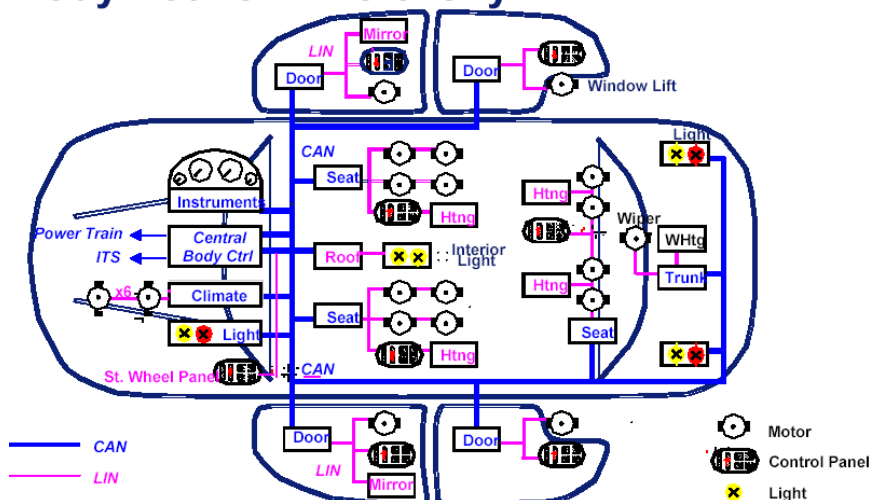 Mirror
LIN
Door
Door
Window Lift
Light
CAN
Seat
Instruments
Htng
Htng
Wiper
Power Train
Central
Body Ctrl
ITS
WHtg
Roof
Interior
Light
Trunk
x6
Climate
Htng
Seat
Light
Seat
Htng
St. Wheel Panel
CAN
Door
Door
Motor
CAN
LIN
Control Panel
LIN
Mirror
Light